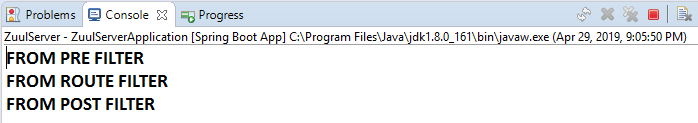 Problems Console Progress
ZuulServer - ZuulServerApplication [Spring Boot App] C:\Program Files\Java\jdk1.8.0_161\bin\javaw.exe (Apr 29, 2019, 9:05:50 PM)
FROM PRE FILTER
FROM ROUTE FILTER
FROM POST FILTER